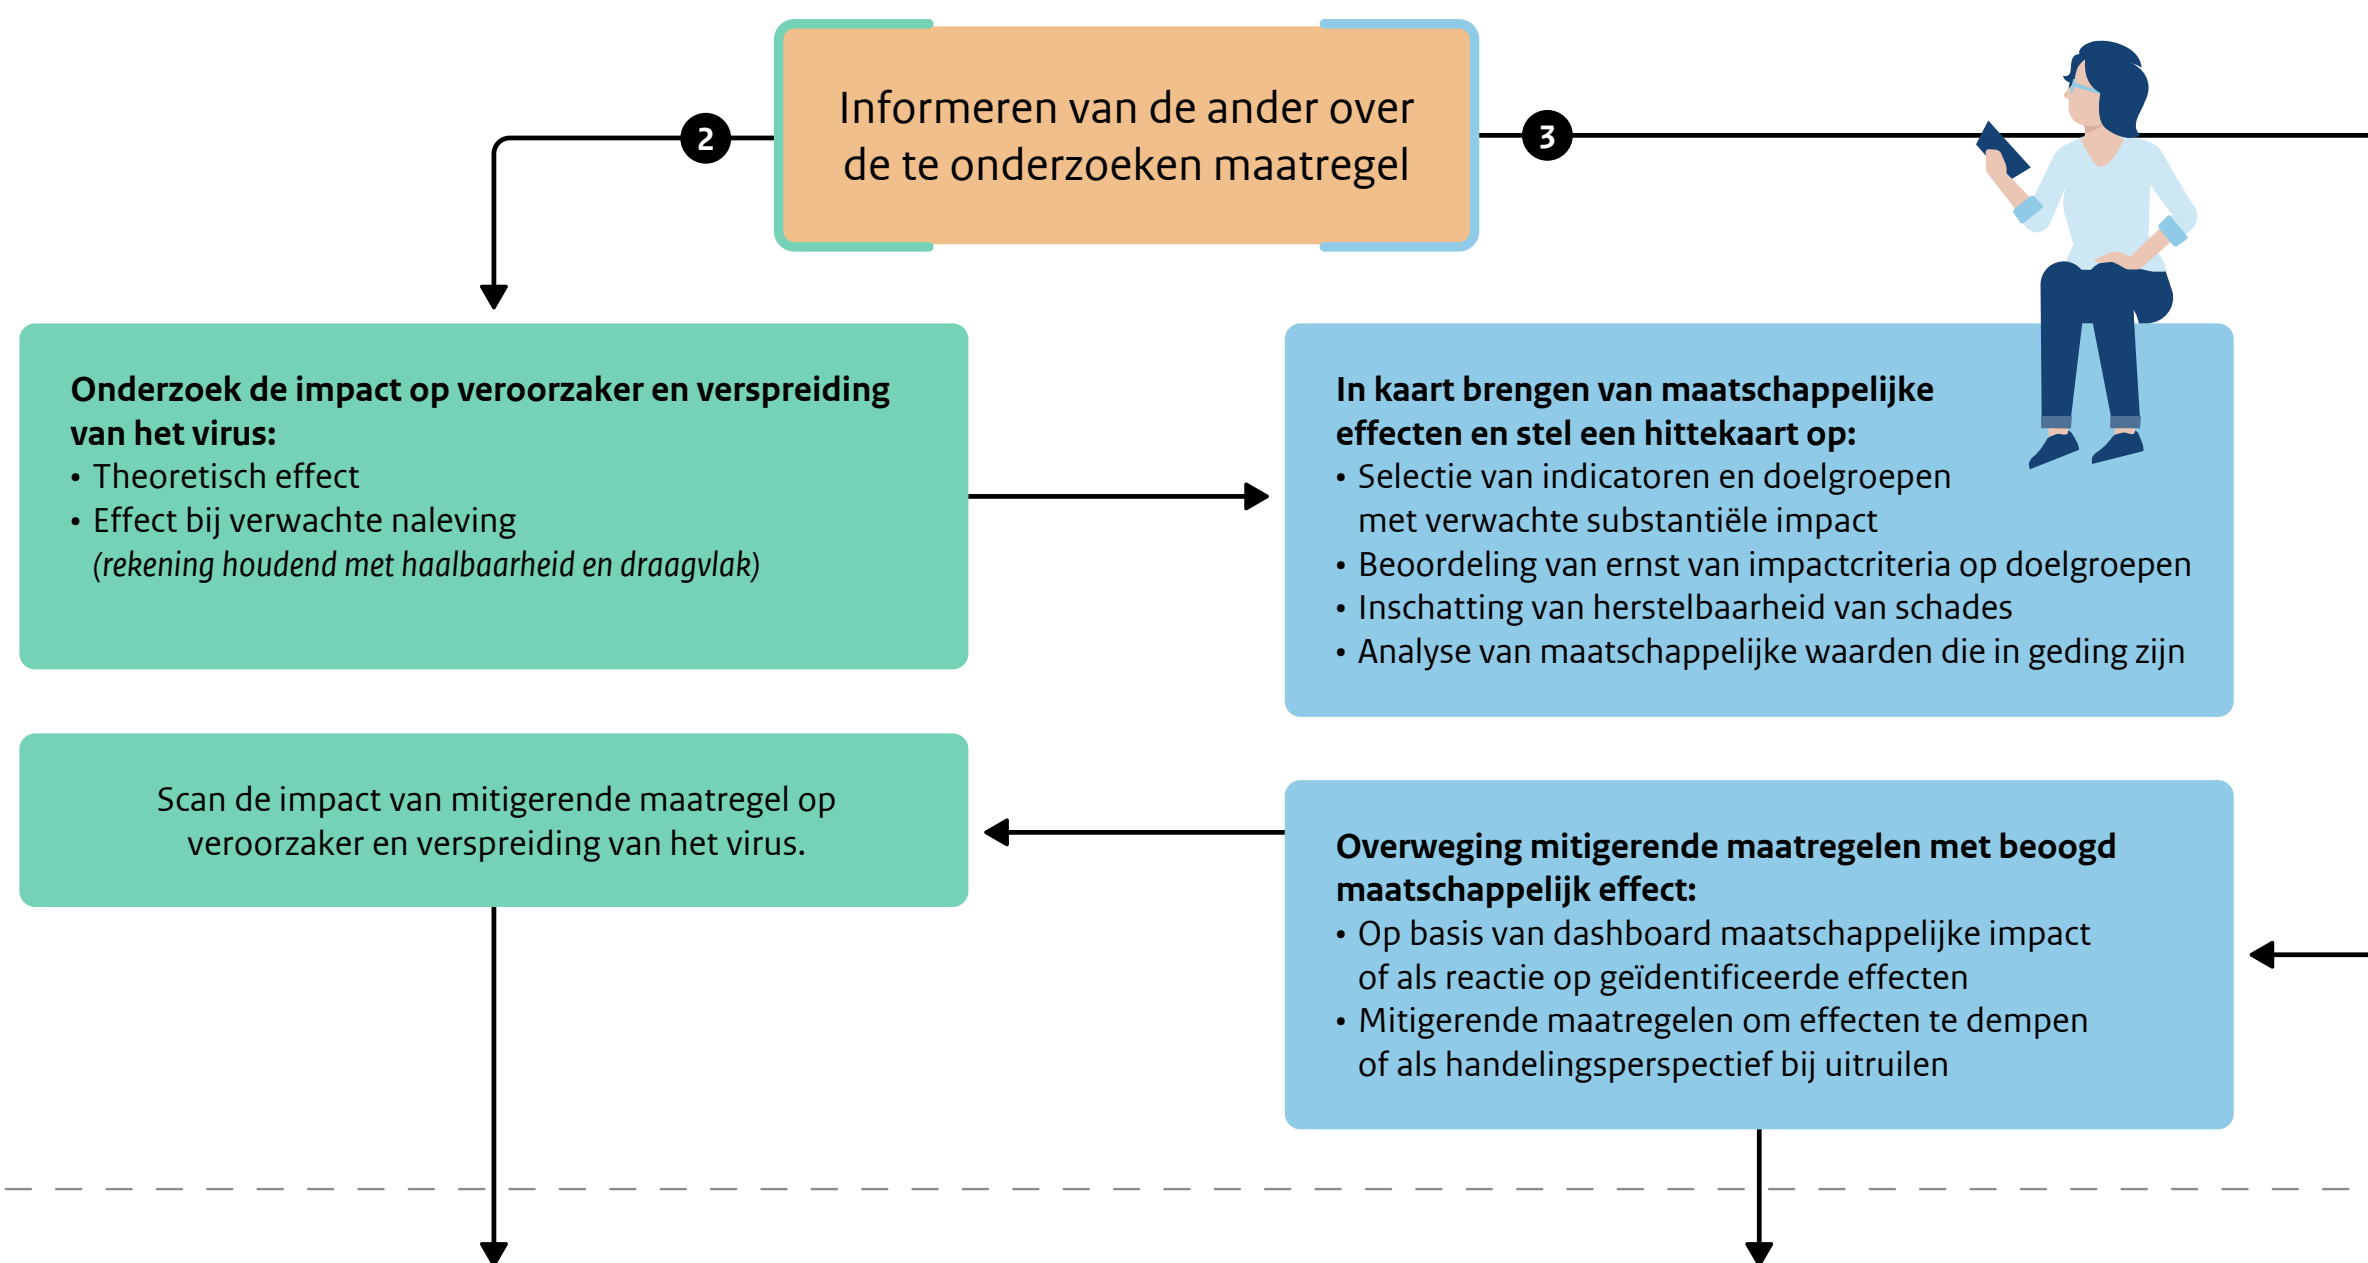 Informeren van de ander over
de te onderzoeken maatregel
2
3
Onderzoek de impact op veroorzaker en verspreiding
van het virus:
• Theoretisch effect
• Effect bij verwachte naleving
(rekening houdend met haalbaarheid en draagvlak)
In kaart brengen van maatschappelijke
effecten en stel een hittekaart op:
• Selectie van indicatoren en doelgroepen
met verwachte substantiële impact
• Beoordeling van ernst van impactcriteria op doelgroepen
• Inschatting van herstelbaarheid van schades
• Analyse van maatschappelijke waarden die in geding zijn
Scan de impact van mitigerende maatregel op
veroorzaker en verspreiding van het virus.
Overweging mitigerende maatregelen met beoogd
maatschappelijk effect:
• Op basis van dashboard maatschappelijke impact
of als reactie op geïdentificeerde effecten
• Mitigerende maatregelen om effecten te dempen
of als handelingsperspectief bij uitruilen